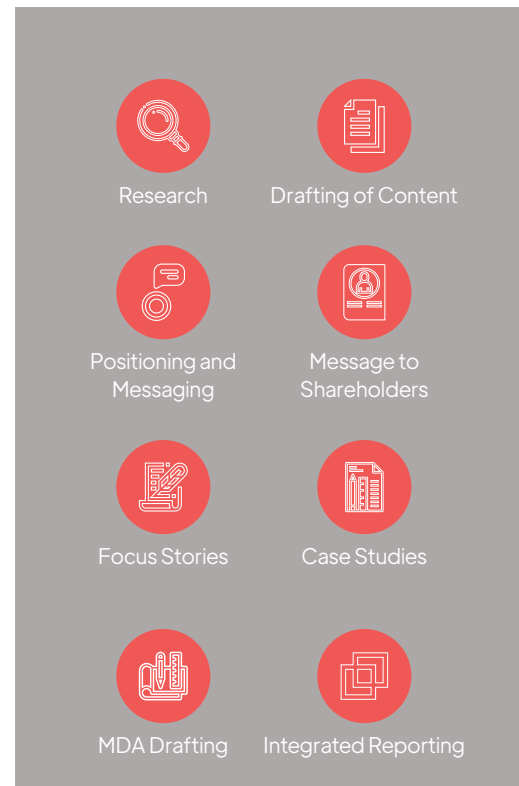 Research
Drafting of Content
Positioning and
Messaging
Message to
Shareholders
Focus Stories
Case Studies
MDA Drafting
Integrated Reporting